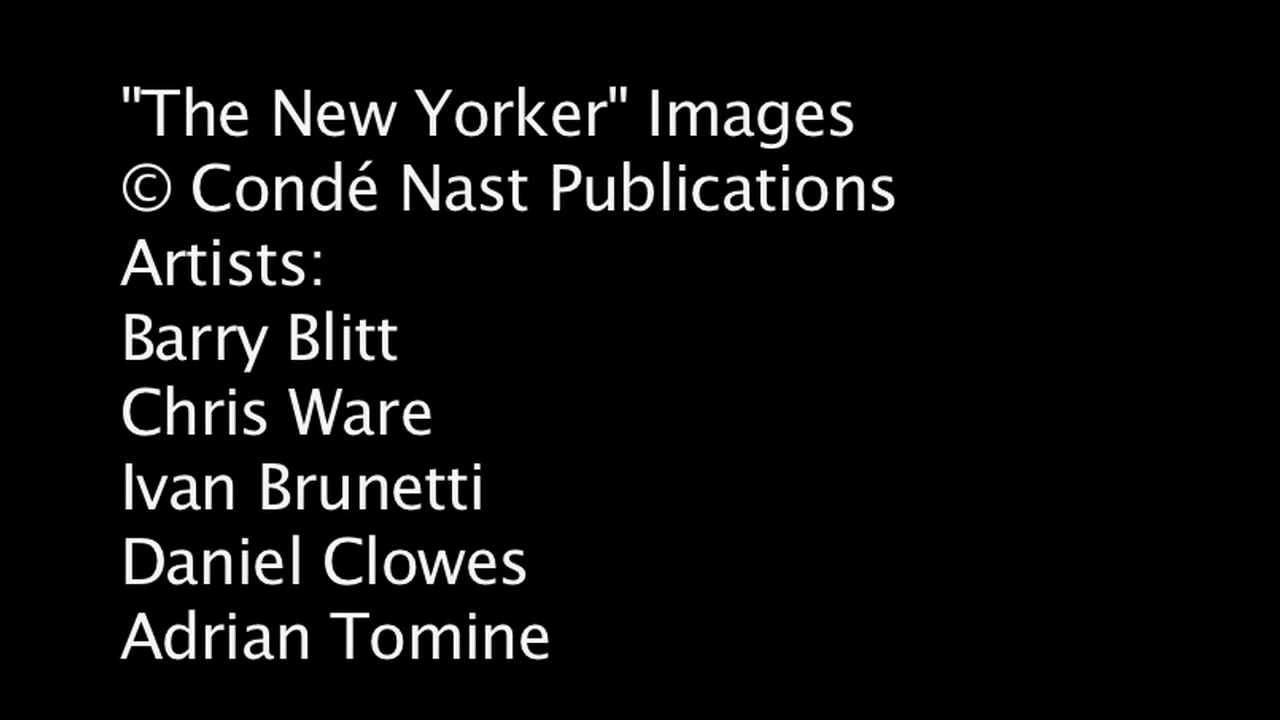 "The New Yorker" Images
© Condé Nast Publications
Artists:
Barry Blitt
Chris Ware
Ivan Brunetti
Daniel Clowes
Adrian Tomine